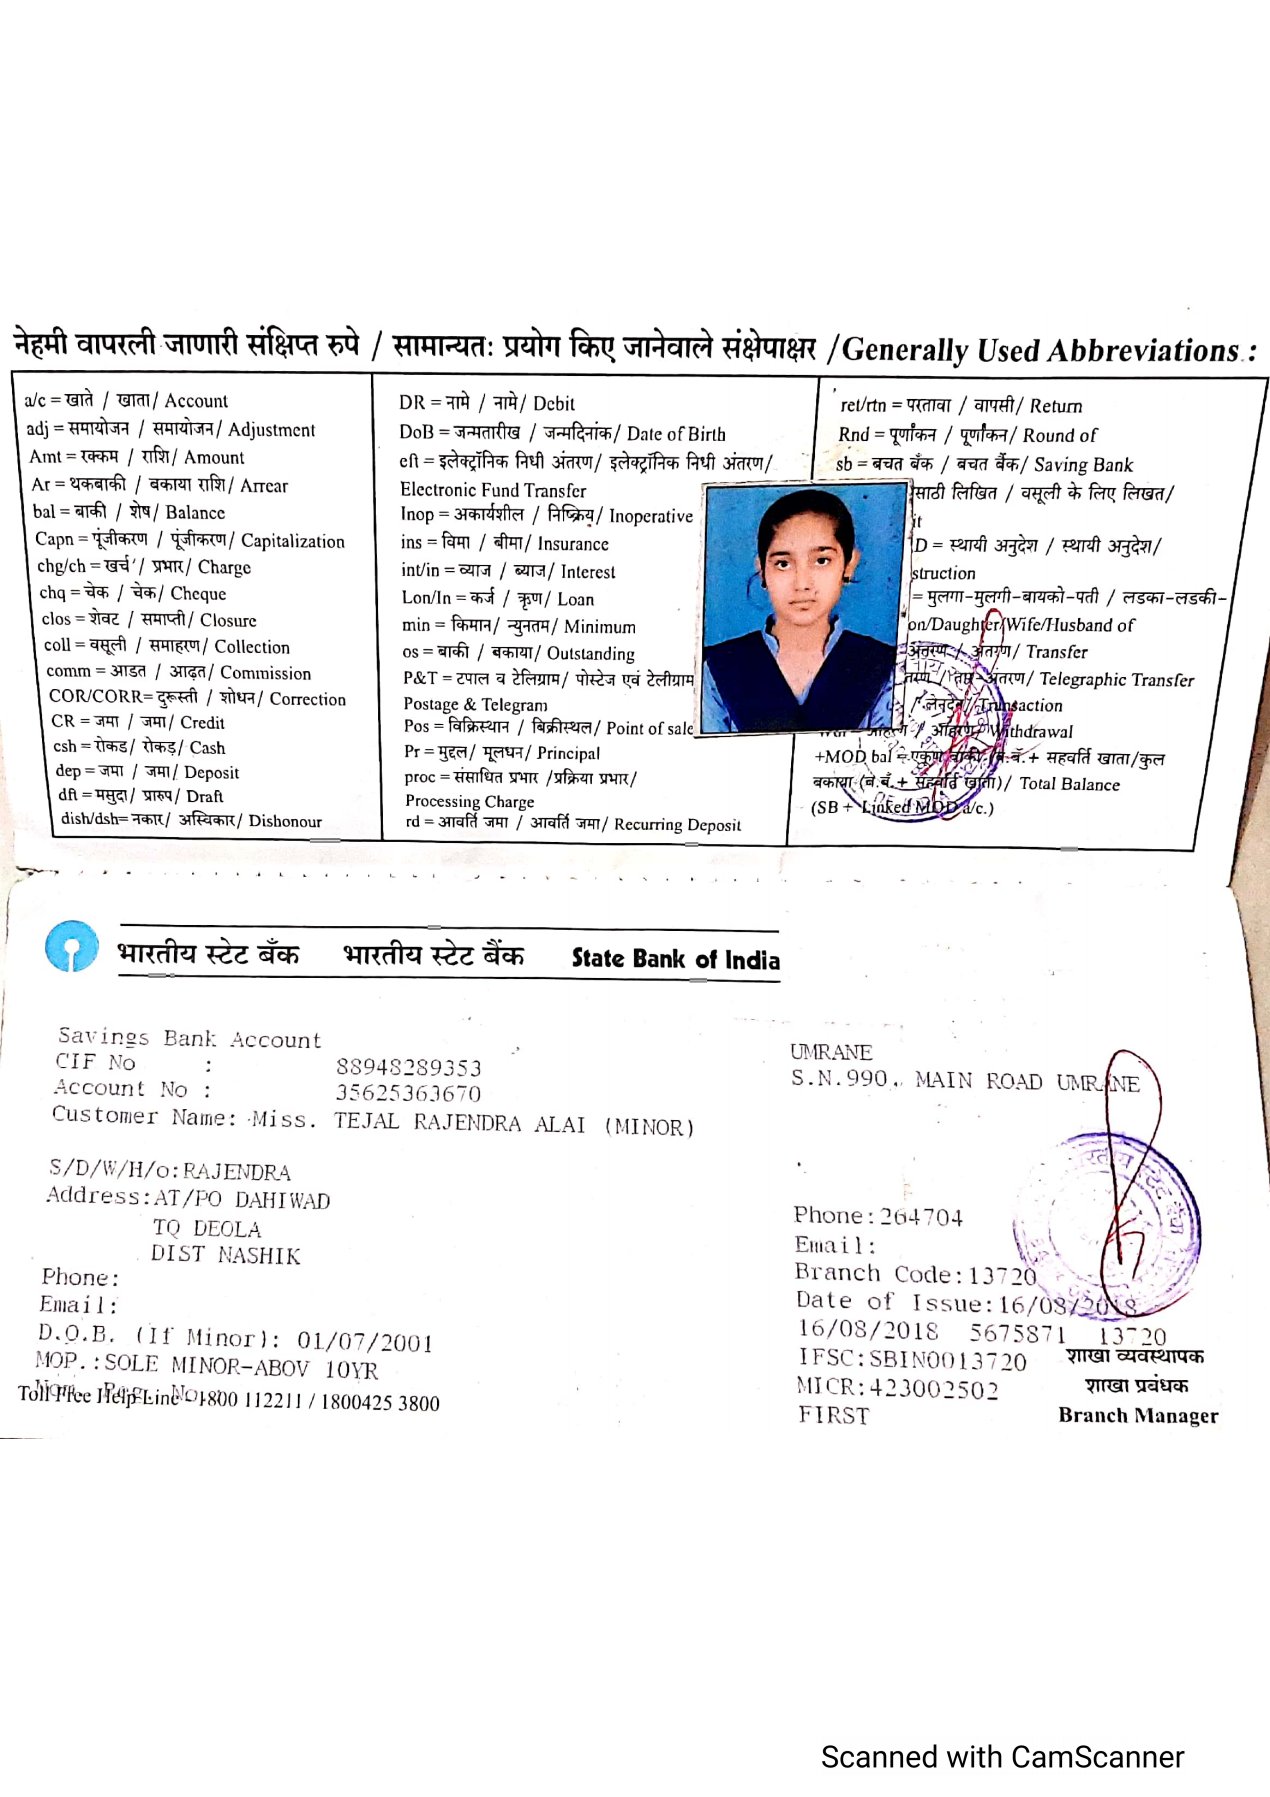 नेहमी वापरली जाणारी संक्षिप्त रुपे / सामान्यतः प्रयोग किए जानेवाले संक्षेपाक्षर /Generally Used Abbreviations :
a/c = खाते / खाता/ Account
adj = समायोजन / समायोजन/ Adjustment
Amt = रक्कम / राशि/ Amount
Ar = थकबाकी / बकाया राशि/ Arrear
bal = बाकी / शेष/ Balance
Capn = पूंजीकरण / पूंजीकरण/ Capitalization
chg/ch = खर्च / प्रभार/ Charge
chq = चेक / चेक/ Cheque
clos = शेवट / समाप्ती/ Closure
coll = वसूली / समाहरण/ Collection
comm = आडत / आढ़त/ Commission
COR/CORR= दुरूस्ती / शोधन/ Correction
CR = जमा / जमा/ Credit
csh = रोकड/ रोकड़/ Cash
dep = जमा / जमा/ Deposit
dft = मसुदा/ प्रारुप/ Draft
dish/dsh= नकार/ अस्विकार/ Dishonour
DR = नामे / नामे/ Debit
DoB = जन्मतारीख / जन्मदिनांक/ Date of Birth
eft = इलेक्ट्रॉनिक निधी अंतरण/ इलेक्ट्रॉनिक निधी अंतरण/
Electronic Fund Transfer
Inop = अकार्यशील / निष्क्रिय/ Inoperative
ins = विमा / बीमा/ Insurance
int/in = व्याज / ब्याज/ Interest
Lon/In = कर्ज / ऋण/ Loan
min = किमान/ न्युनतम/ Minimum
os = बाकी / बकाया/ Outstanding
P&T = टपाल व टेलिग्राम/ पोस्टेज एवं टेलीग्राम
Postage & Telegram
Pos = विक्रिस्थान / बिक्रीस्थल/ Point of sale
Pr = मुद्दल/ मूलधन/ Principal
proc = संसाधित प्रभार /प्रक्रिया प्रभार/
Processing Charge
rd = आवर्ति जमा / आवर्ति जमा/ Recurring Deposit
ret/rtn = परतावा / वापसी/ Return
Rnd = पूर्णांकन / पूर्णांकन/ Round of
sb = बचत बँक / बचत बैंक/ Saving Bank
साठी लिखित / वसूली के लिए लिखत/
it
D = स्थायी अनुदेश / स्थायी अनुदेश/
struction
= मुलगा-मुलगी-बायको-पती / लडका-लडकी-
on/Daughter/Wife/Husband of
अंतरण / अंतरण/ Transfer
अंतरण/ Telegraphic Transfer
/ लेनदेन/ Transaction
आहरण/ Withdrawal
+MOD bal = एकूण बाकी (ब.बॅ.+ सहवर्ति खाता/कुल
बकाया (ब.बँ.+ सहवर्ति खाता)/ Total Balance
(SB + Linked MOD a/c.)
भारतीय स्टेट बँक भारतीय स्टेट बैंक State Bank of India
Savings Bank Account
CIF No : 88948289353
Account No : 35625363670
Customer Name: Miss. TEJAL RAJENDRA ALAI (MINOR)
S/D/W/H/o:RAJENDRA
Address:AT/PO DAHIWAD
TQ DEOLA
DIST NASHIK
Phone:
Email:
D.O.B. (If Minor): 01/07/2001
MOP.:SOLE MINOR-ABOV 10YR
Nom. Reg. No.
Toll Free Help Line - 1800 112211 / 1800425 3800
UMRANE
S.N.990, MAIN ROAD UMRANE
Phone:264704
Email:
Branch Code:13720
Date of Issue:16/08/2018
16/08/2018 5675871 13720
IFSC:SBIN0013720
MICR:423002502
FIRST
शाखा व्यवस्थापक
शाखा प्रबंधक
Branch Manager
Scanned with CamScanner